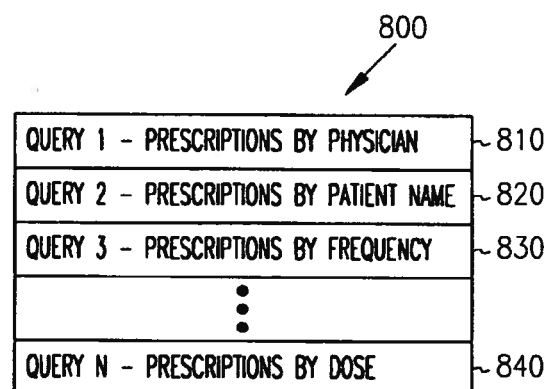 800
QUERY 1 - PRESCRIPTIONS BY PHYSICIAN 810
QUERY 2 - PRESCRIPTIONS BY PATIENT NAME 820
QUERY 3 - PRESCRIPTIONS BY FREQUENCY 830
QUERY N - PRESCRIPTIONS BY DOSE 840